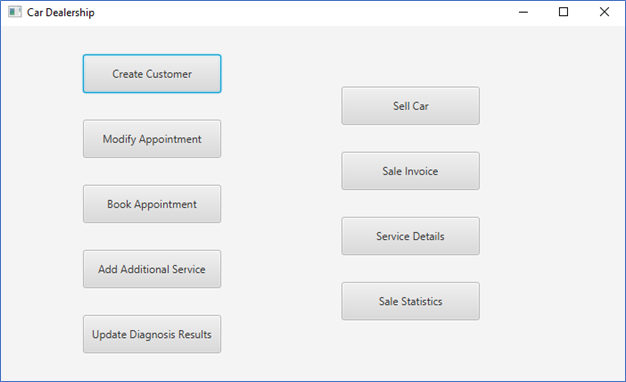 Car Dealership
Create Customer
Modify Appointment
Book Appointment
Add Additional Service
Update Diagnosis Results
Sell Car
Sale Invoice
Service Details
Sale Statistics